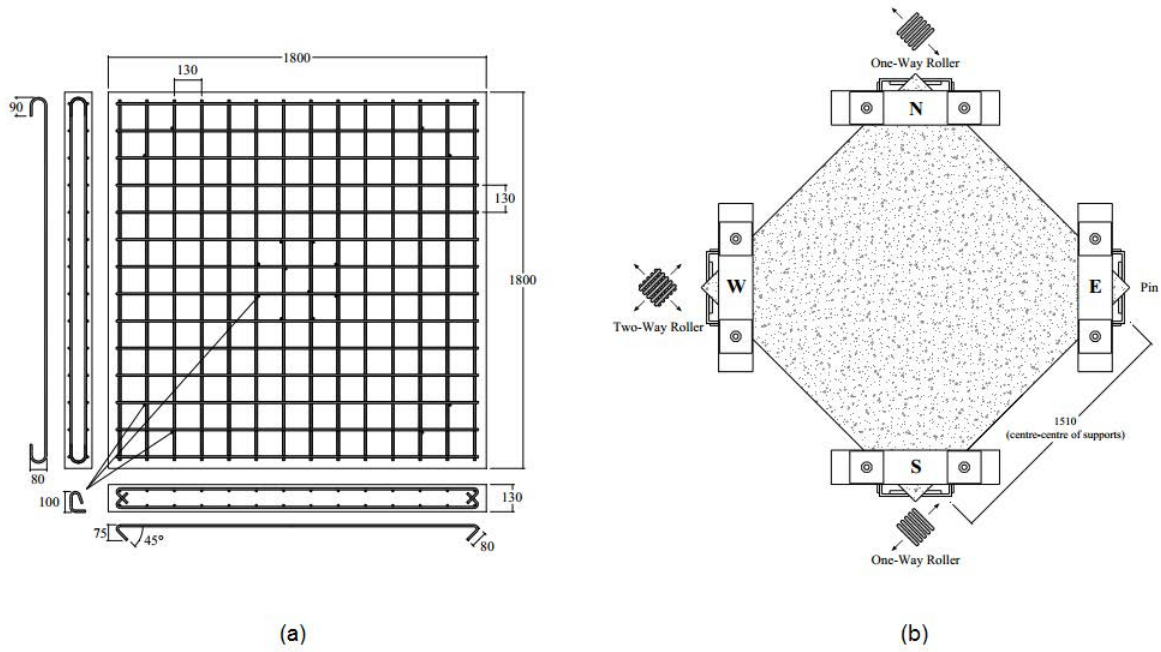 1800
130
90
130
1800
80
100
130
75
45°
80
(a)
One-Way Roller
N
W
E
Pin
Two-Way Roller
1510
(centre-centre of supports)
S
One-Way Roller
(b)